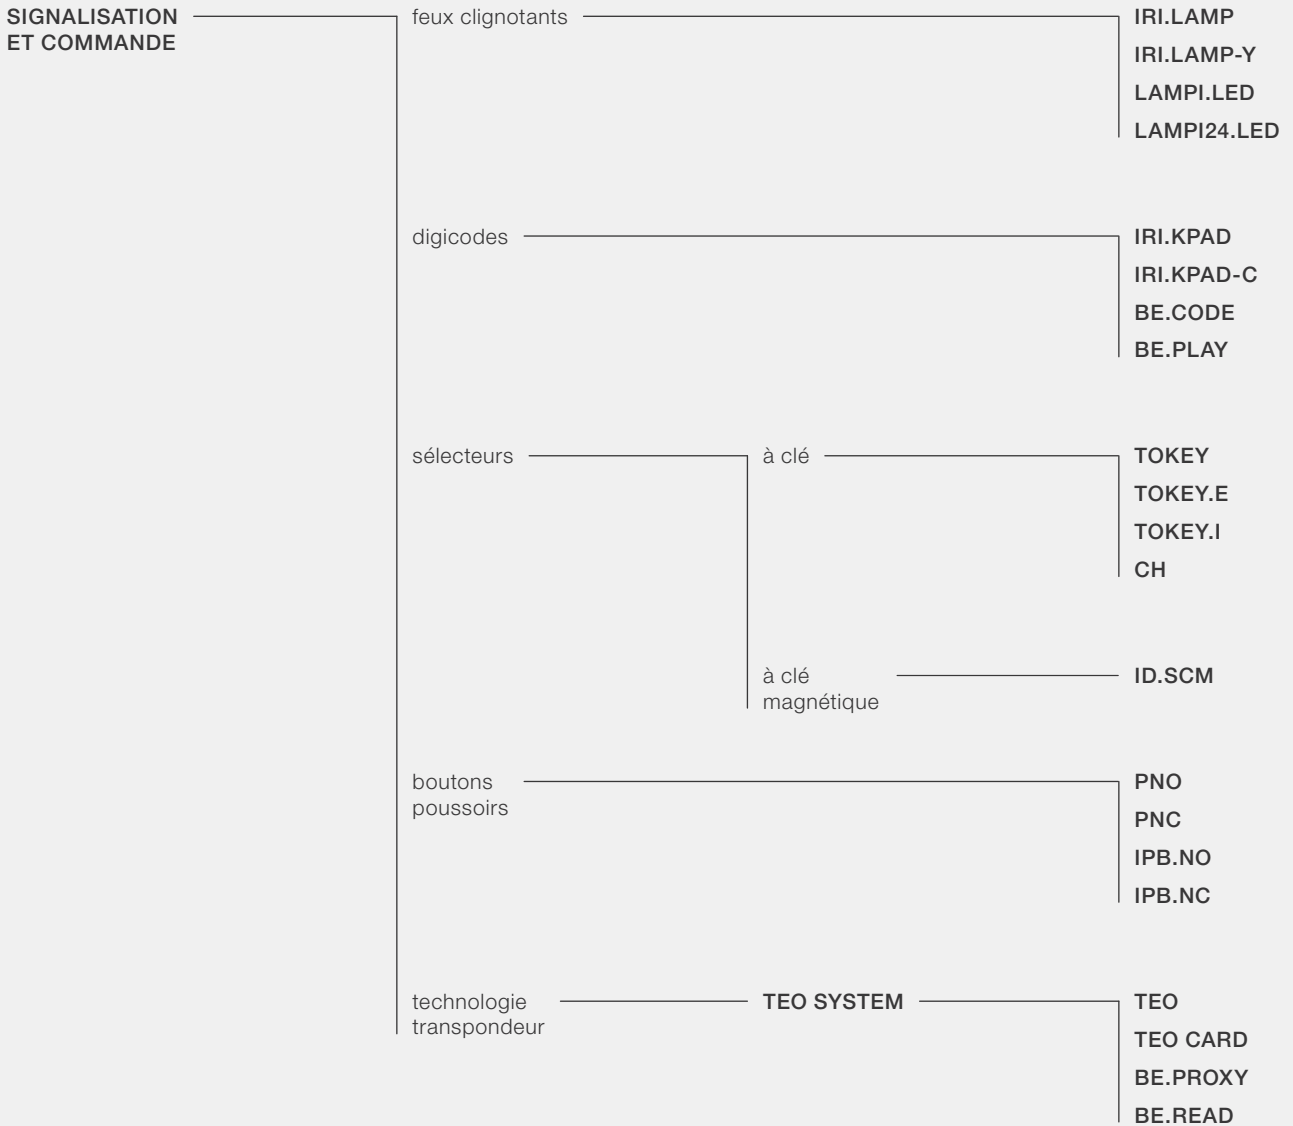 SIGNALISATION
ET COMMANDE
feux clignotants
IRI.LAMP
IRI.LAMP-Y
LAMPI.LED
LAMPI24.LED
digicodes
IRI.KPAD
IRI.KPAD-C
BE.CODE
BE.PLAY
sélecteurs
à clé
TOKEY
TOKEY.E
TOKEY.I
CH
à clé
magnétique
ID.SCM
boutons
poussoirs
PNO
PNC
IPB.NO
IPB.NC
technologie
transpondeur
TEO SYSTEM
TEO
TEO CARD
BE.PROXY
BE.READ